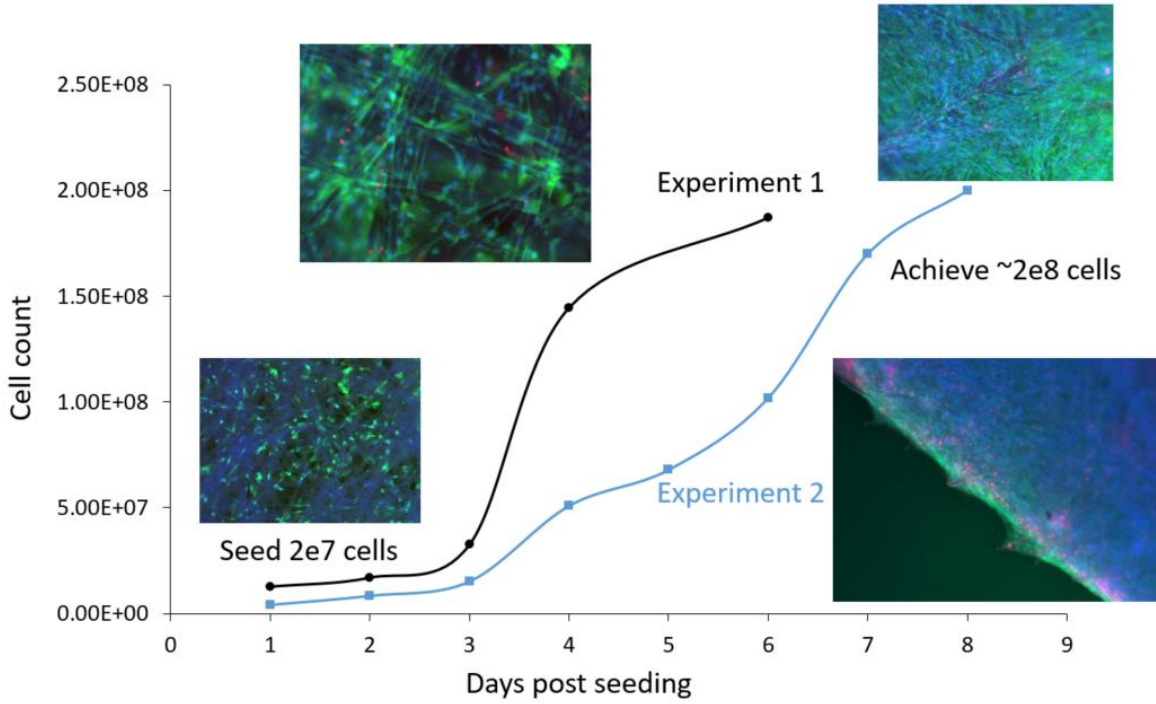 Cell count
2.50E+08
2.00E+08
1.50E+08
1.00E+08
5.00E+07
0.00E+00
Experiment 1
Achieve ~2e8 cells
Experiment 2
Seed 2e7 cells
0 1 2 3 4 5 6 7 8 9
Days post seeding